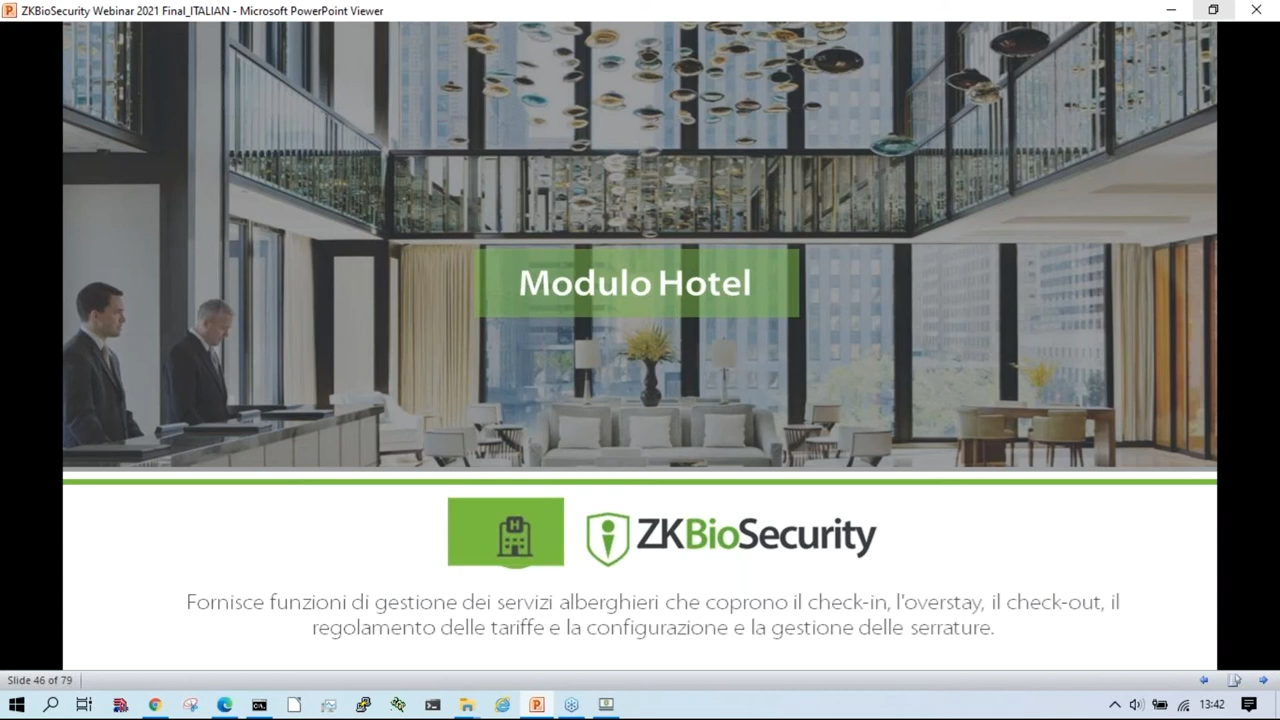 ZKBioSecurity Webinar 2021 Final_ITALIAN - Microsoft PowerPoint Viewer
Modulo Hotel
H
ZKBioSecurity
Fornisce funzioni di gestione dei servizi alberghieri che coprono il check-in, l'overstay, il check-out, il
regolamento delle tariffe e la configurazione e la gestione delle serrature.
Slide 46 of 79
13:42